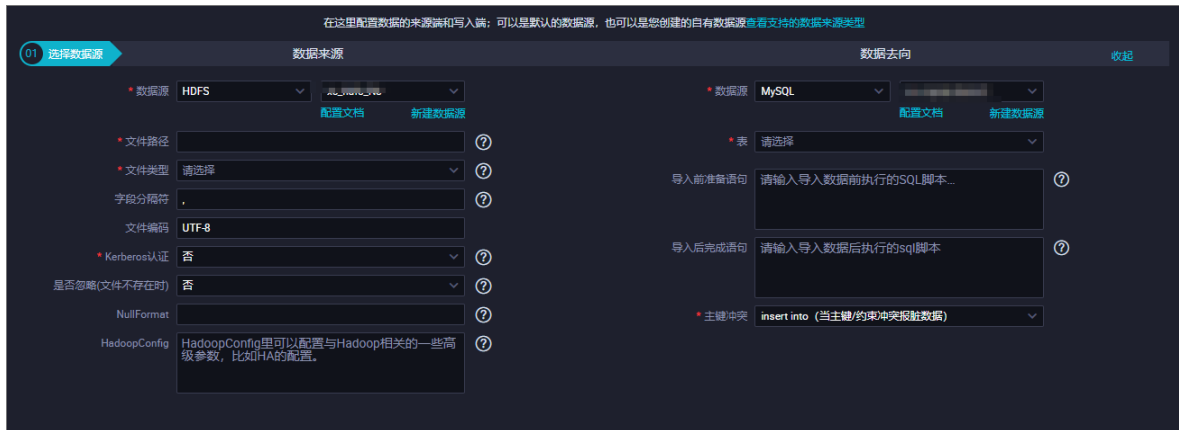 在这里配置数据的来源端和写入端；可以是默认的数据源，也可以是您创建的自有数据源查看支持的数据来源类型
01 选择数据源 数据来源 数据去向 收起
* 数据源 HDFS * 数据源 MySQL
配置文档 新建数据源 配置文档 新建数据源
* 文件路径 ? * 表 请选择
* 文件类型 请选择 ?
导入前准备语句 请输入导入数据前执行的SQL脚本... ?
字段分隔符 , ?
文件编码 UTF-8
导入后完成语句 请输入导入数据后执行的sql脚本 ?
* Kerberos认证 否 ?
是否忽略(文件不存在时) 否 ?
NullFormat ? * 主键冲突 insert into（当主键/约束冲突报脏数据）
HadoopConfig HadoopConfig里可以配置与Hadoop相关的一些高 ?
级参数，比如HA的配置。